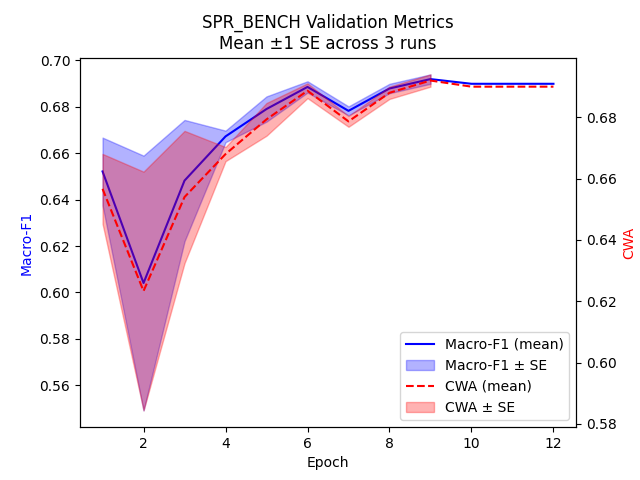 SPR_BENCH Validation Metrics
Mean ±1 SE across 3 runs
0.70
0.68
0.66
0.64
0.62
0.60
0.58
0.56
Macro-F1
0.68
0.66
0.64
0.62
0.60
0.58
CWA
Macro-F1 (mean)
Macro-F1 ± SE
CWA (mean)
CWA ± SE
2
4
6
8
10
12
Epoch